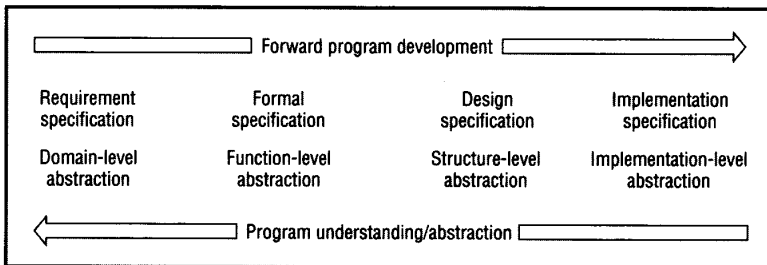 Forward program development
Requirement specification
Formal specification
Design specification
Implementation specification
Domain-level abstraction
Function-level abstraction
Structure-level abstraction
Implementation-level abstraction
Program understanding/abstraction